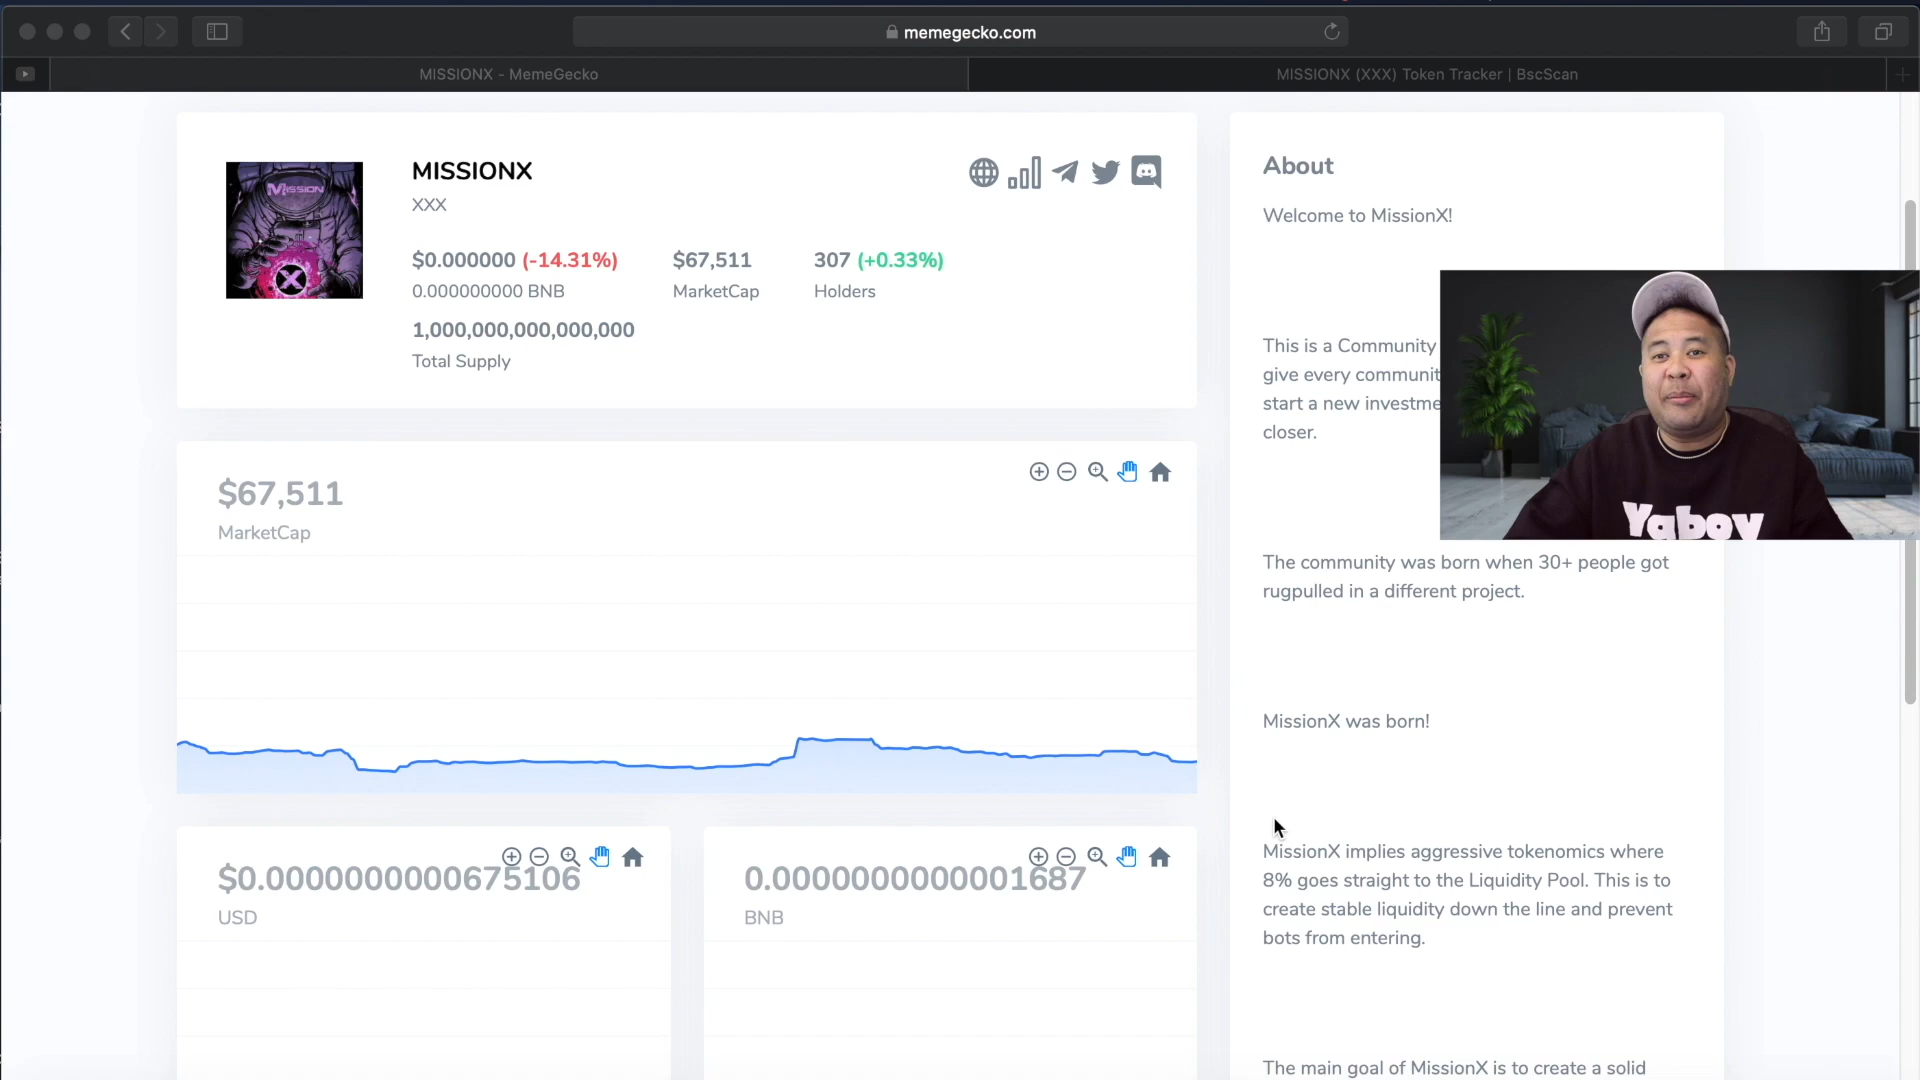 memegecko.com
MISSIONX - MemeGecko
MISSIONX (XXX) Token Tracker | BscScan
MISSION
X
MISSIONX
XXX
$0.000000 (-14.31%)
0.000000000 BNB
$67,511
MarketCap
307 (+0.33%)
Holders
1,000,000,000,000,000
Total Supply
$67,511
MarketCap
$0.0000000000675106
USD
0.0000000000001687
BNB
About
Welcome to MissionX!
This is a Community
give every communit
start a new investme
closer.
Yaboy
The community was born when 30+ people got
rugpulled in a different project.
MissionX was born!
MissionX implies aggressive tokenomics where
8% goes straight to the Liquidity Pool. This is to
create stable liquidity down the line and prevent
bots from entering.
The main goal of MissionX is to create a solid